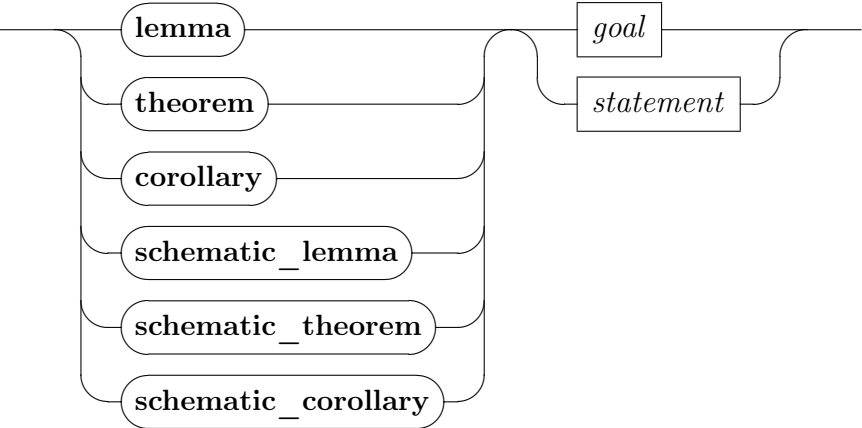 lemma goal
theorem statement
corollary
schematic_lemma
schematic_theorem
schematic_corollary